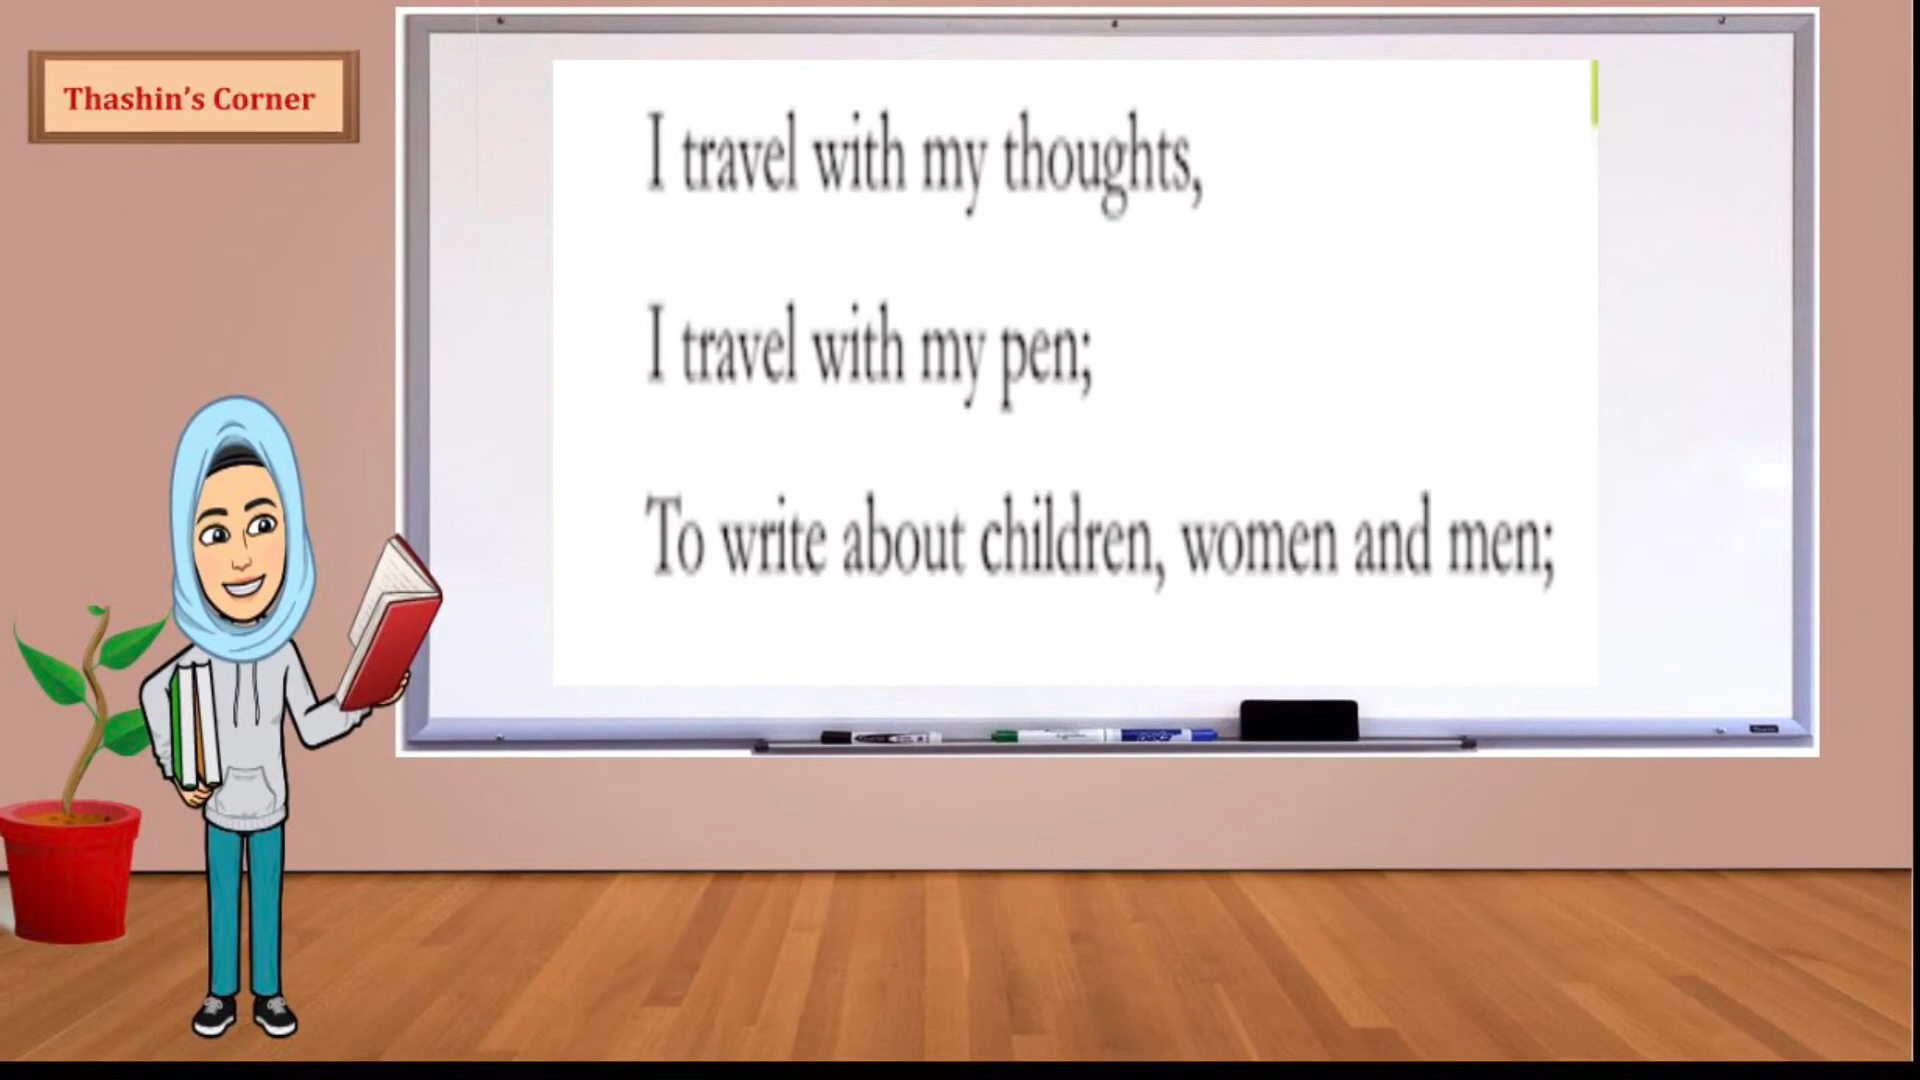 Thashin's Corner
I travel with my thoughts,
I travel with my pen;
To write about children, women and men;